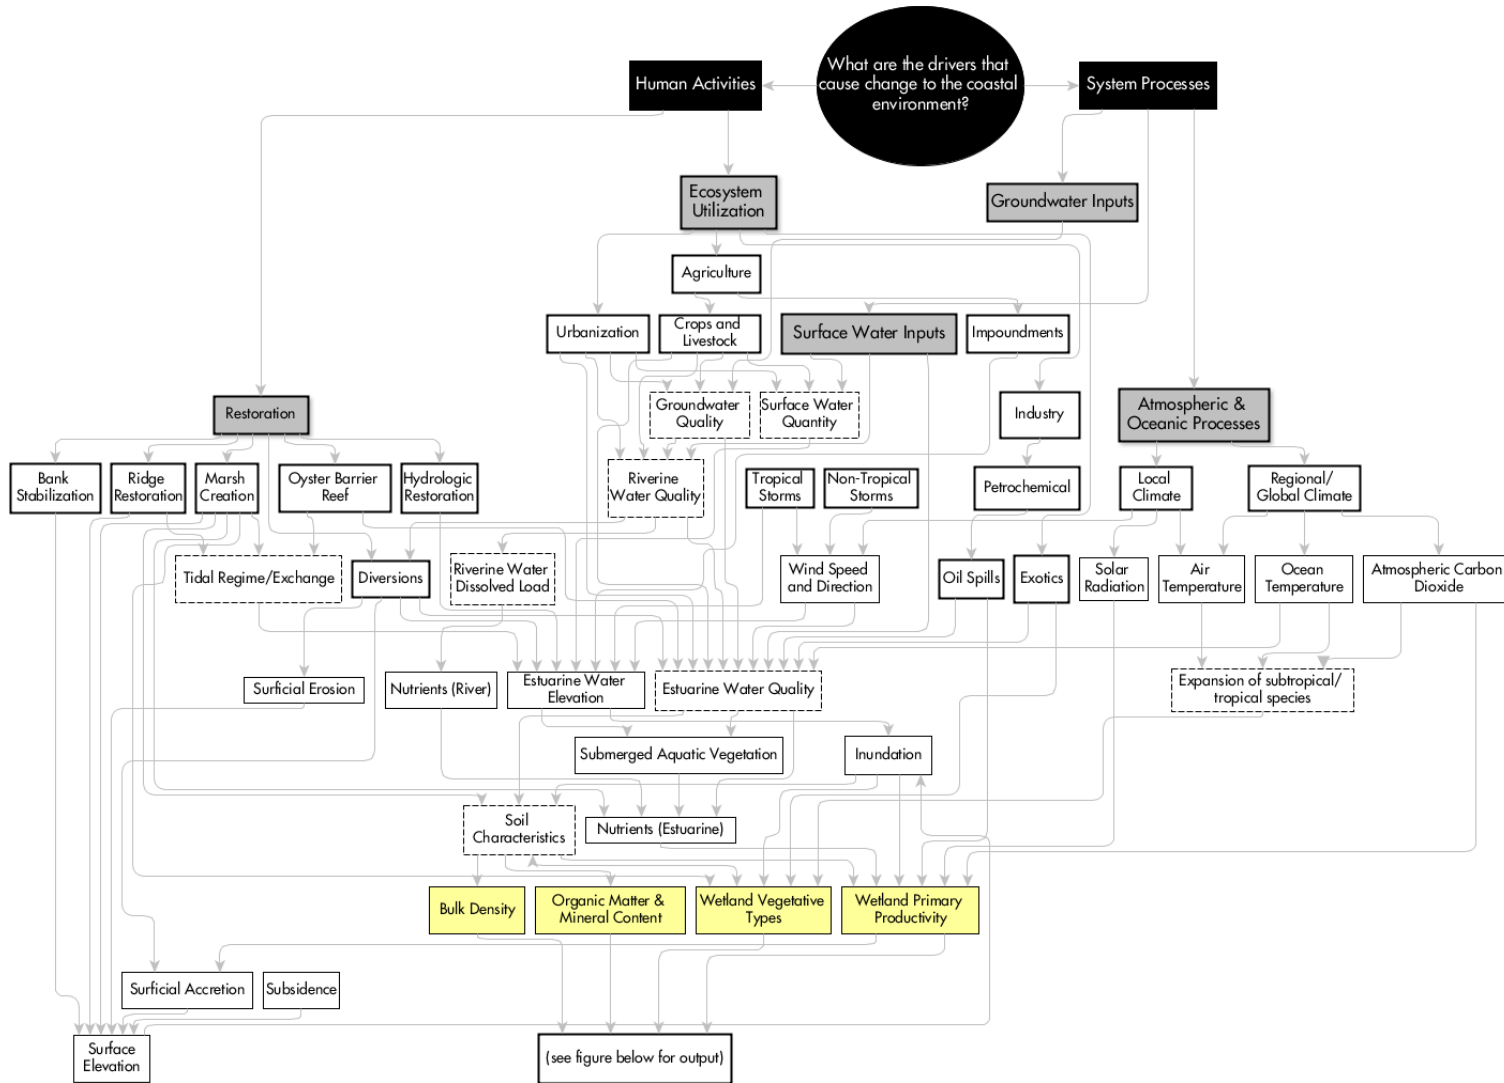 What are the drivers that
cause change to the coastal
environment?
Human Activities
System Processes
Ecosystem
Utilization
Groundwater Inputs
Agriculture
Urbanization
Crops and
Livestock
Surface Water Inputs
Impoundments
Groundwater
Quality
Surface Water
Quantity
Industry
Atmospheric &
Oceanic Processes
Restoration
Bank
Stabilization
Ridge
Restoration
Marsh
Creation
Oyster Barrier
Reef
Hydrologic
Restoration
Riverine
Water Quality
Tropical
Storms
Non-Tropical
Storms
Petrochemical
Local
Climate
Regional/
Global Climate
Tidal Regime/Exchange
Diversions
Riverine Water
Dissolved Load
Wind Speed
and Direction
Oil Spills
Exotics
Solar
Radiation
Air
Temperature
Ocean
Temperature
Atmospheric Carbon
Dioxide
Surficial Erosion
Nutrients (River)
Estuarine Water
Elevation
Estuarine Water Quality
Expansion of subtropical/
tropical species
Submerged Aquatic Vegetation
Inundation
Soil
Characteristics
Nutrients (Estuarine)
Bulk Density
Organic Matter &
Mineral Content
Wetland Vegetative
Types
Wetland Primary
Productivity
Surficial Accretion
Subsidence
Surface
Elevation
(see figure below for output)